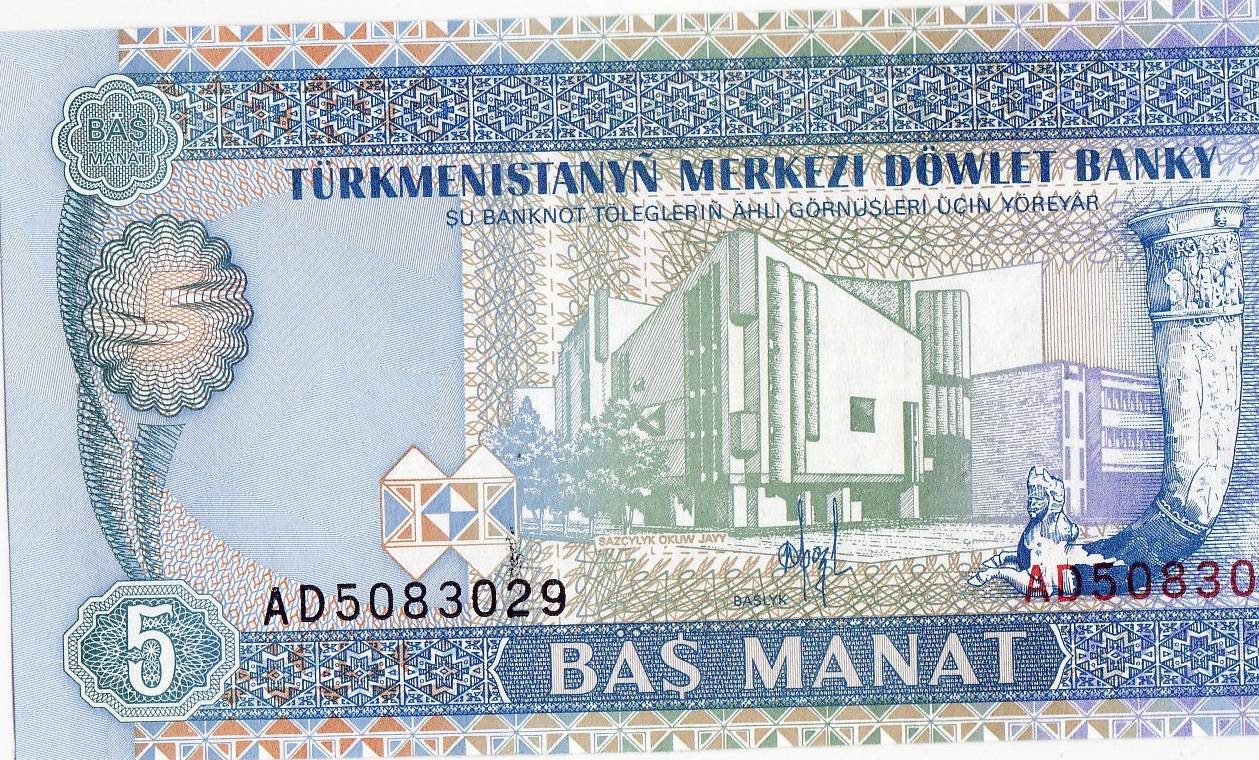 BÄŞ
MANAT
TÜRKMENISTANYŇ MERKEZI DÖWLET BANKY
ŞU BANKNOT TÖLEGLERIŇ ÄHLI GÖRNÜŞLERI ÜÇIN ÝÖREÝÄR
5
SAZÇYLYK OKUW JAÝY
BAŞLYK
AD5083029
AD50830
5
BÄŞ MANAT